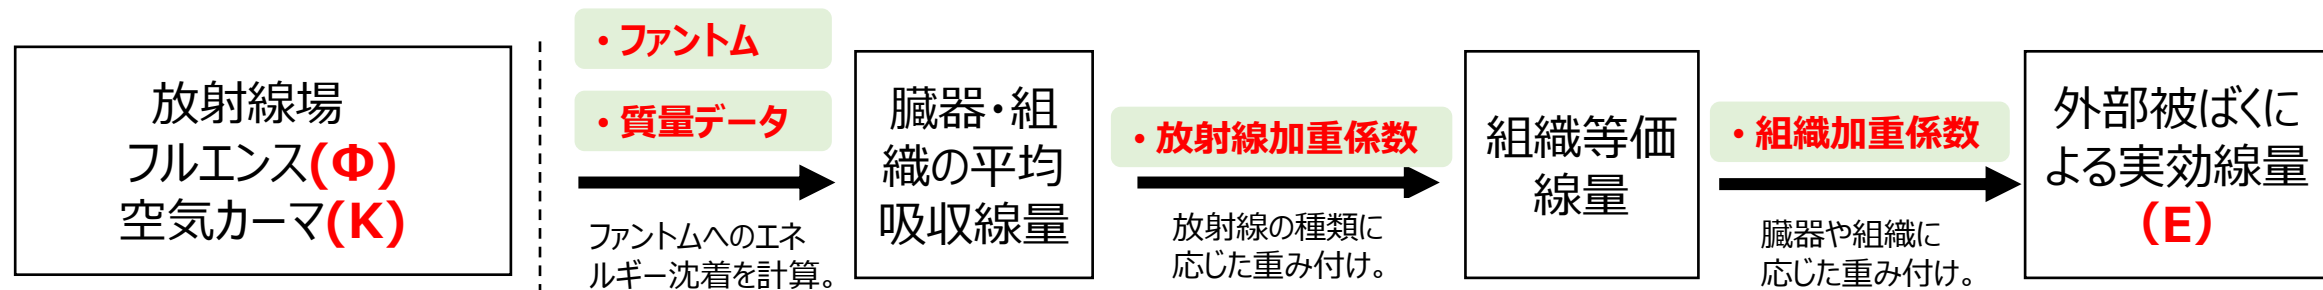 放射線場
フルエンス(Φ)
空気カーマ(K)
・ファントム
・質量データ
ファントムへのエネ
ルギー沈着を計算。
臓器・組
織の平均
吸収線量
・放射線加重係数
放射線の種類に
応じた重み付け。
組織等価
線量
・組織加重係数
臓器や組織に
応じた重み付け。
外部被ばくに
よる実効線量
(E)